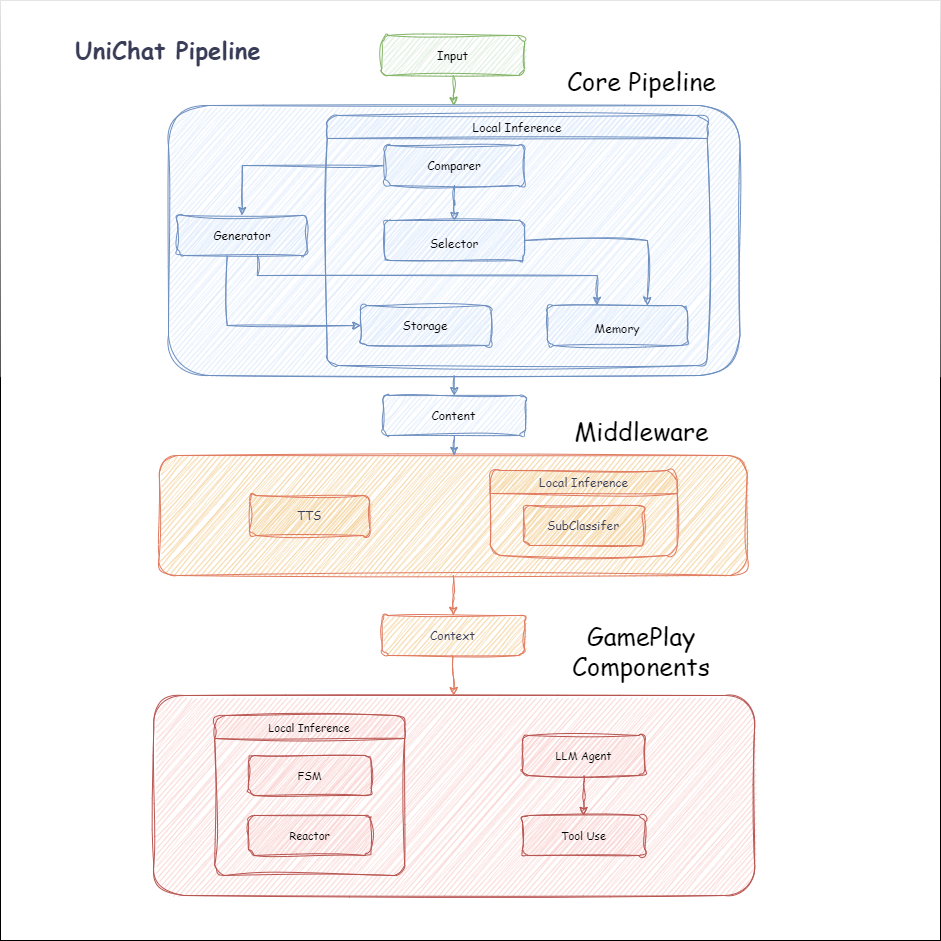 UniChat Pipeline
Input
Core Pipeline
Local Inference
Comparer
Generator
Selector
Storage
Memory
Content
Middleware
Local Inference
TTS
SubClassifer
Context
GamePlay
Components
Local Inference
FSM
LLM Agent
Reactor
Tool Use